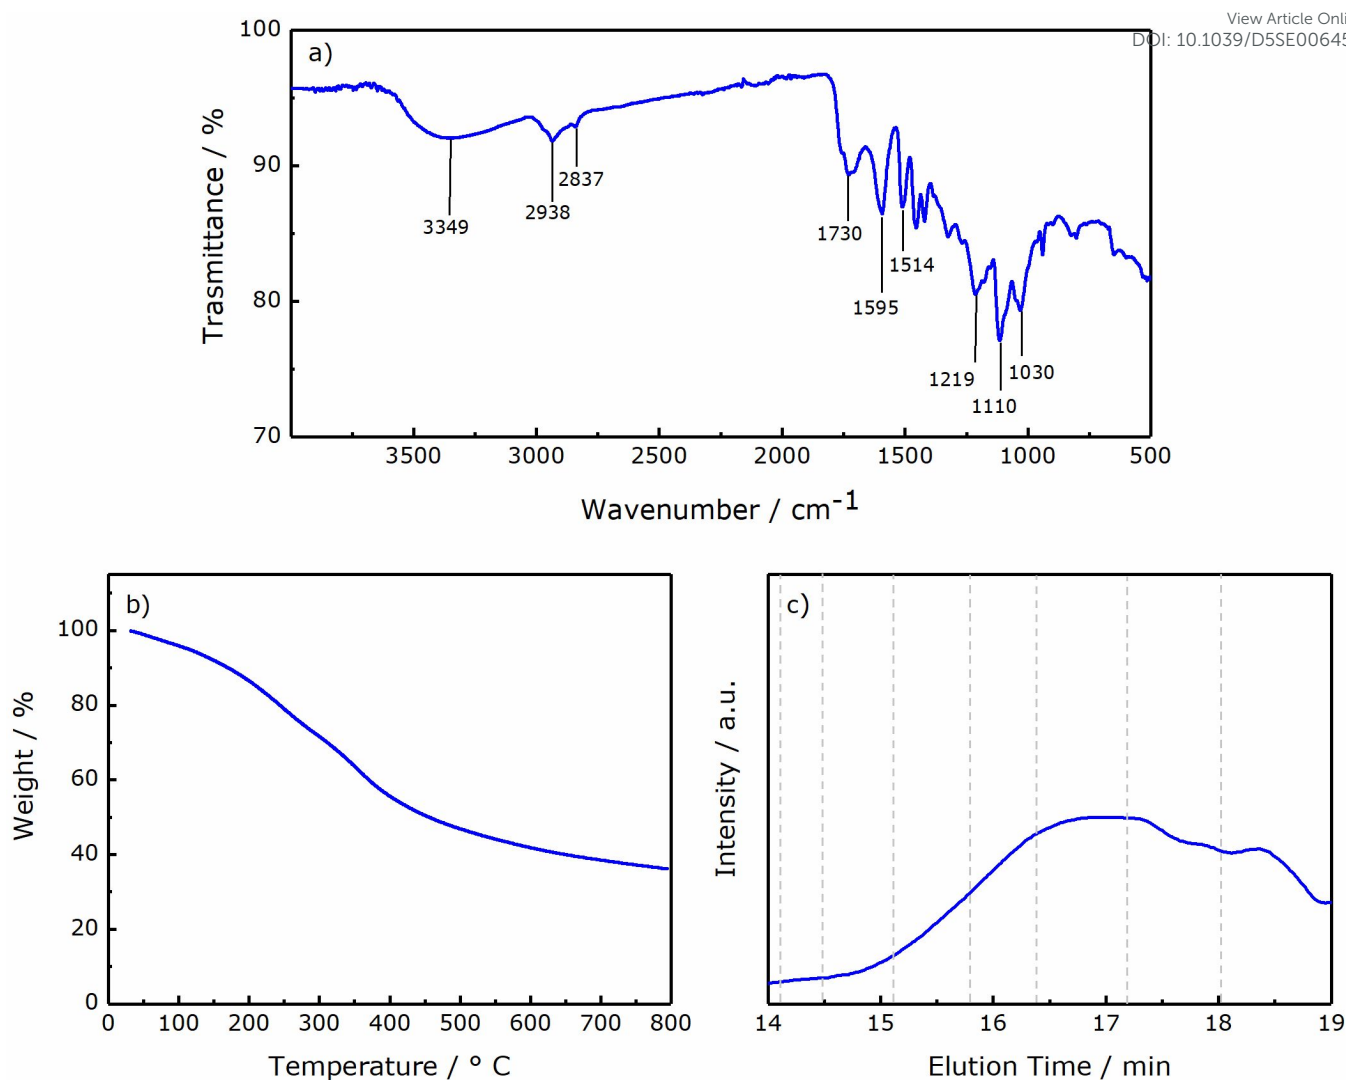 View Article Onli
DOI: 10.1039/D5SE00645
a)
Trasmittance / %
100
90
80
70
3349
2938
2837
1730
1595
1514
1219
1110
1030
3500 3000 2500 2000 1500 1000 500
Wavenumber / cm-1
b)
Weight / %
100
80
60
40
20
0
0 100 200 300 400 500 600 700 800
Temperature / ° C
c)
Intensity / a.u.
14 15 16 17 18 19
Elution Time / min